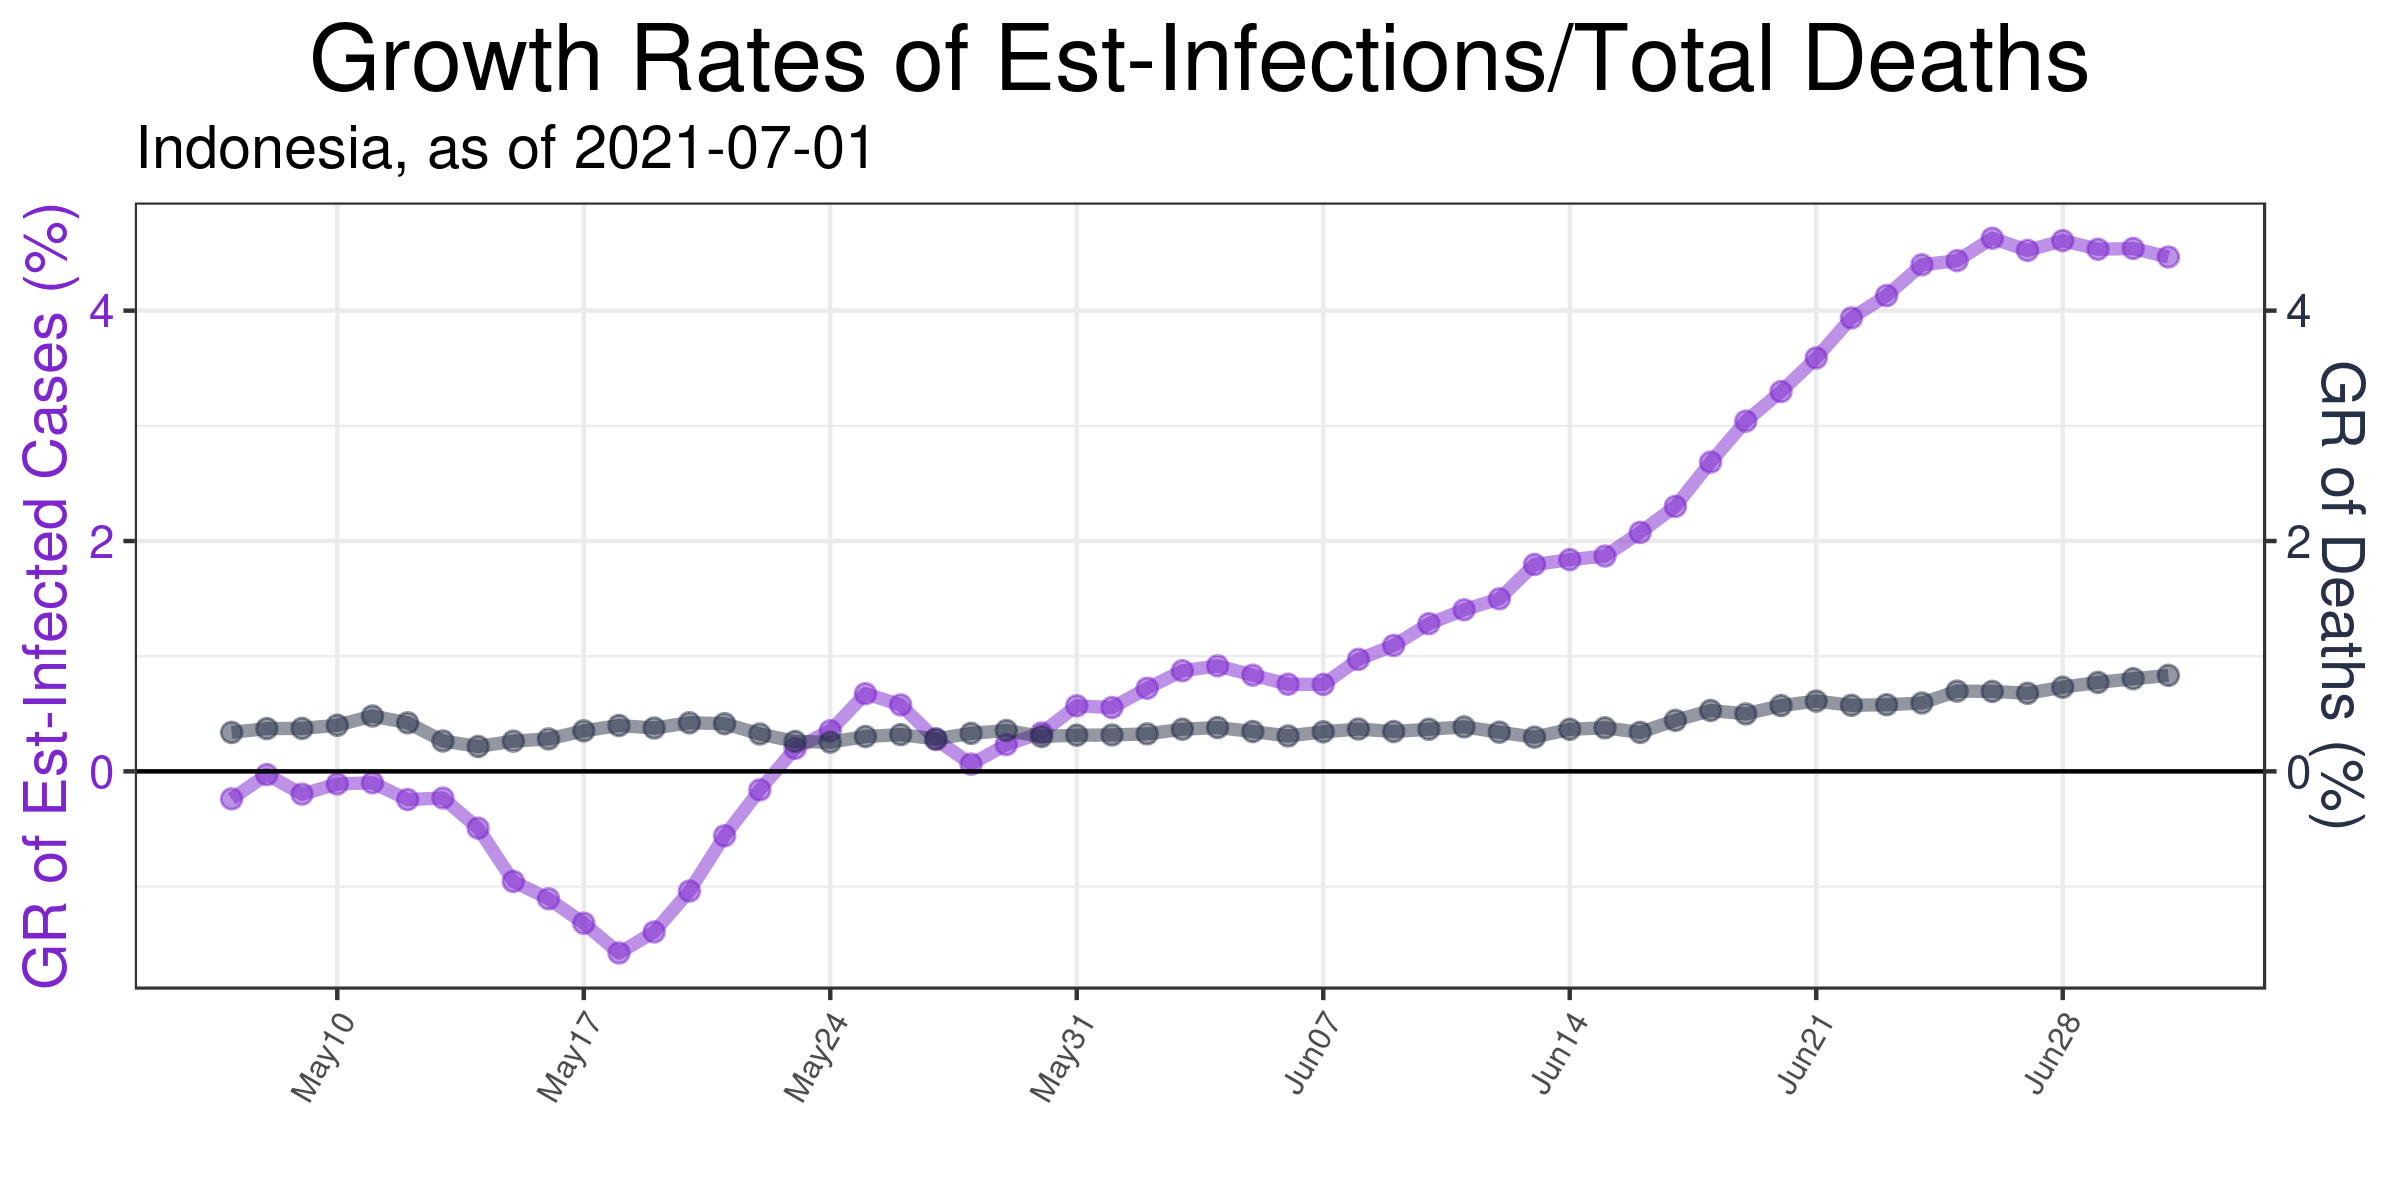 Growth Rates of Est-Infections/Total Deaths
Indonesia, as of 2021-07-01
GR of Est-Infected Cases (%)
4
2
0
4
2
0
GR of Deaths (%)
May10
May17
May24
May31
Jun07
Jun14
Jun21
Jun28